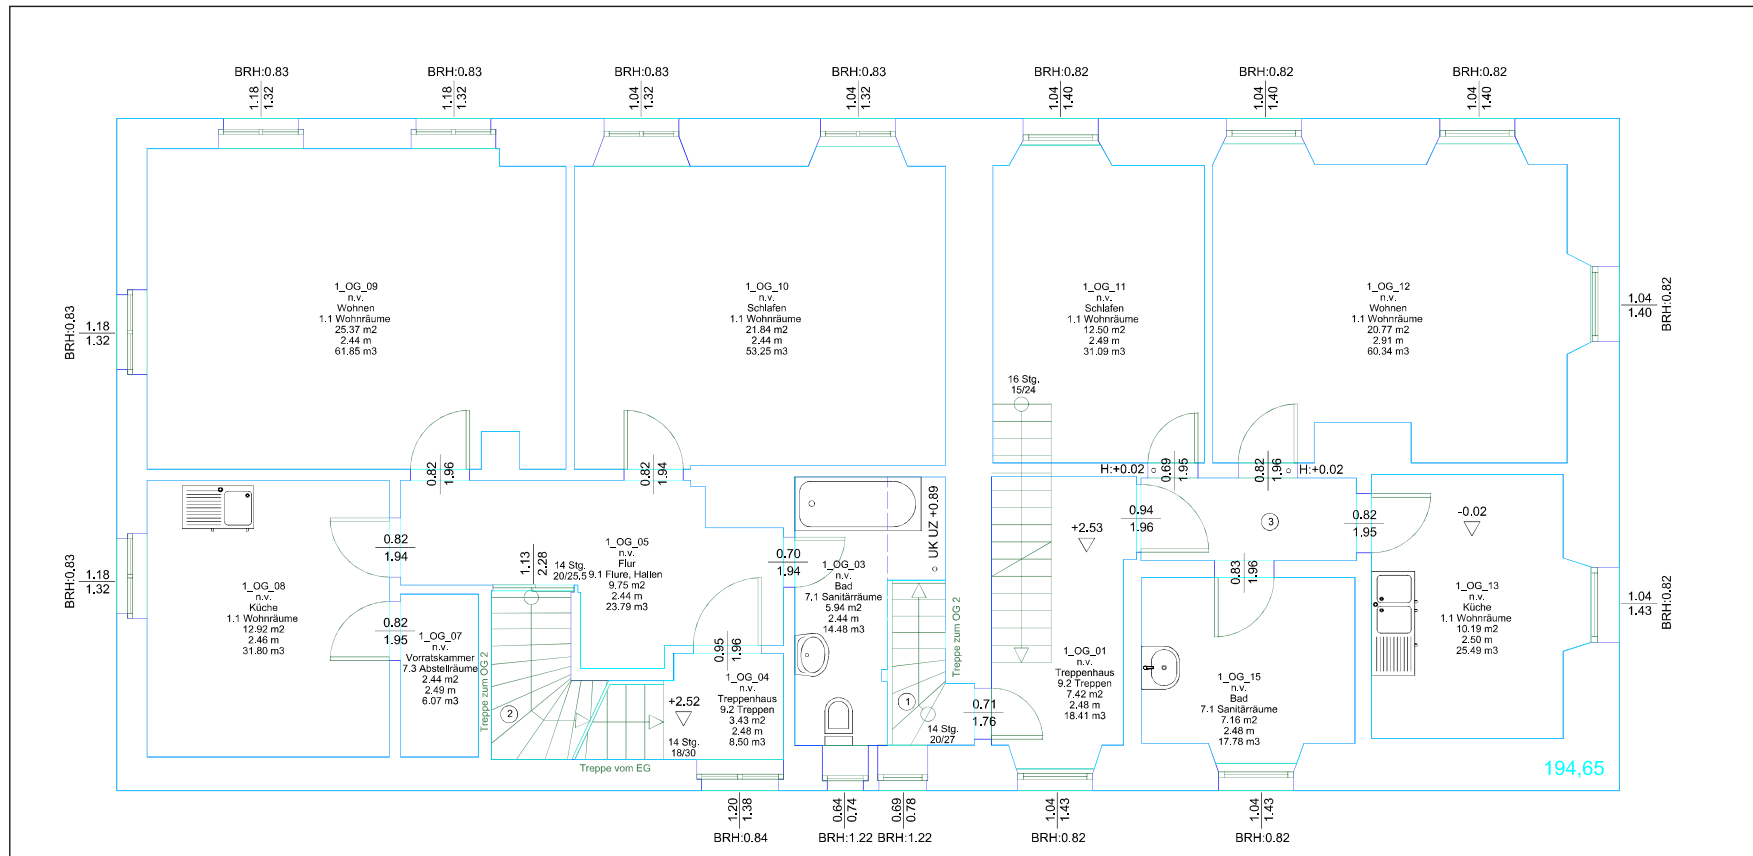 BRH:0.83
1.18
1.32
BRH:0.83
1.18
1.32
BRH:0.83
1.04
1.32
BRH:0.83
1.04
1.32
BRH:0.82
1.04
1.40
BRH:0.82
1.04
1.40
BRH:0.82
1.04
1.40
BRH:0.83
1.18
1.32
1_OG_09
n.v.
Wohnen
1.1 Wohnräume
25.37 m2
2.44 m
61.85 m3
1_OG_10
n.v.
Schlafen
1.1 Wohnräume
21.84 m2
2.44 m
53.25 m3
1_OG_11
n.v.
Schlafen
1.1 Wohnräume
12.50 m2
2.49 m
31.09 m3
1_OG_12
n.v.
Wohnen
1.1 Wohnräume
20.77 m2
2.91 m
60.34 m3
1.04
1.40
BRH:0.82
16 Stg.
15/24
0.82
1.96
0.82
1.94
H:+0.02
0.69
1.95
0.82
1.96
H:+0.02
BRH:0.83
1.18
1.32
0.82
1.94
1_OG_08
n.v.
Küche
1.1 Wohnräume
12.92 m2
2.46 m
31.80 m3
0.82
1.95
1_OG_07
n.v.
Vorratskammer
7.3 Abstellräume
2.44 m2
2.49 m
6.07 m3
1.13
2.28
14 Stg.
20/25,5
1_OG_05
n.v.
Flur
9.1 Flure, Hallen
9.75 m2
2.44 m
23.79 m3
0.70
1.94
1_OG_03
n.v.
Bad
7,1 Sanitärräume
5.94 m2
2.44 m
14.48 m3
UK UZ +0.89
+2.53
0.94
1.96
3
0.82
1.95
-0.02
0.83
1.96
1_OG_13
n.v.
Küche
1.1 Wohnräume
10.19 m2
2.50 m
25.49 m3
1.04
1.43
BRH:0.82
Treppe zum OG 2
2
0.95
1.96
+2.52
1_OG_04
n.v.
Treppenhaus
9.2 Treppen
3.43 m2
2.48 m
8,50 m3
14 Stg.
18/30
Treppe vom EG
Treppe zum OG 2
1
14 Stg.
20/27
0.71
1.76
1_OG_01
n.v.
Treppenhaus
9.2 Treppen
7.42 m2
2.48 m
18.41 m3
1_OG_15
n.v.
Bad
7.1 Sanitärräume
7.16 m2
2.48 m
17.78 m3
194,65
1.20
1.38
BRH:0.84
0.64
0.74
BRH:1.22
0.69
0.78
BRH:1.22
1.04
1.43
BRH:0.82
1.04
1.43
BRH:0.82